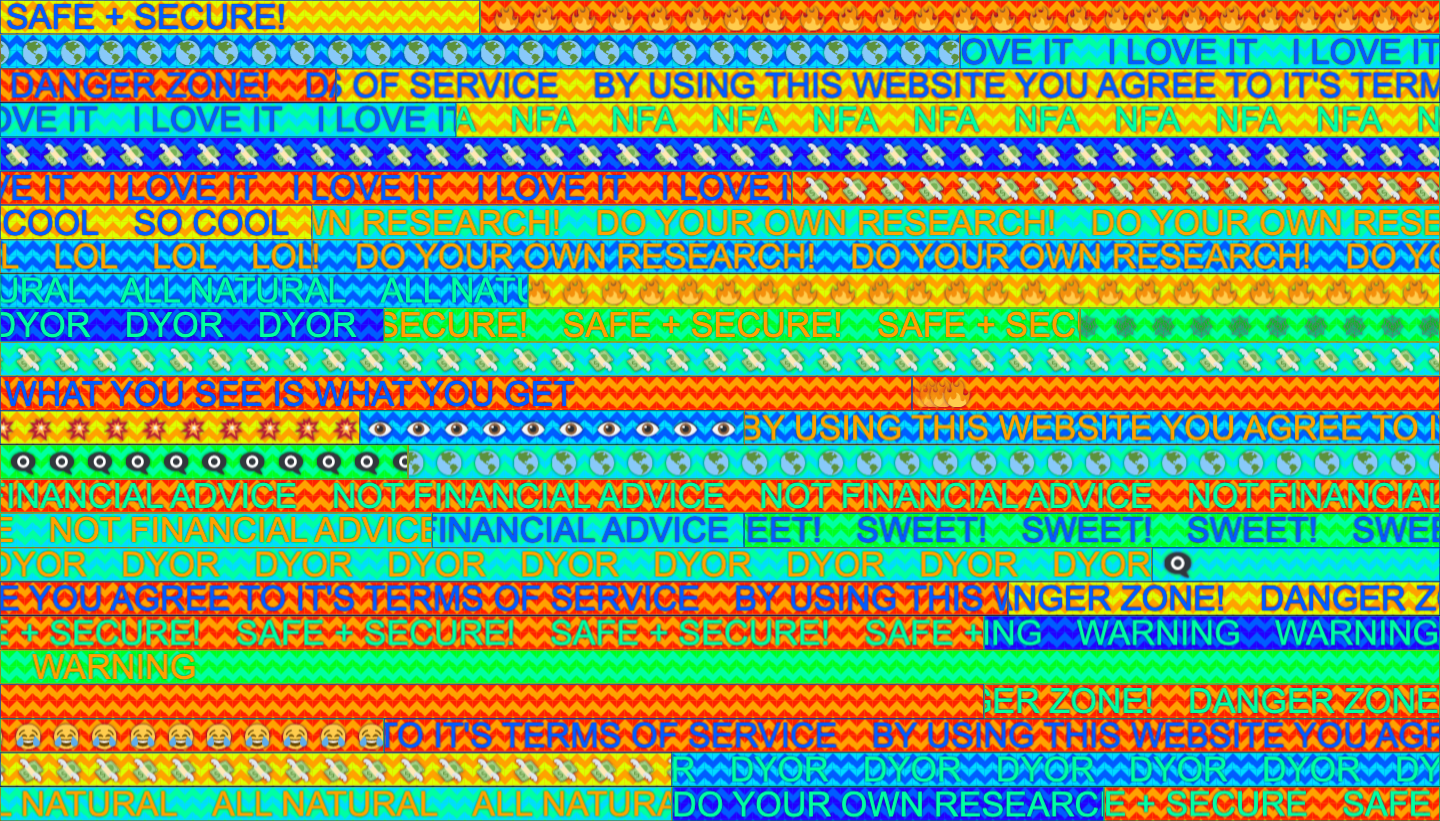 SAFE + SECURE!
OVE IT I LOVE IT I LOVE IT
DANGER ZONE! D S OF SERVICE BY USING THIS WEBSITE YOU AGREE TO IT'S TERM
OVE IT I LOVE IT I LOVE IT A NFA NFA NFA NFA NFA NFA NFA NFA NFA N
VE IT I LOVE IT I LOVE IT I LOVE IT I LOVE I
COOL SO COOL WN RESEARCH! DO YOUR OWN RESEARCH! DO YOUR OWN RESE
L LOL LOL LOL ! DO YOUR OWN RESEARCH! DO YOUR OWN RESEARCH! DO YO
URAL ALL NATURAL ALL NATU
DYOR DYOR DYOR SECURE! SAFE + SECURE! SAFE + SEC
WHAT YOU SEE IS WHAT YOU GET
BY USING THIS WEBSITE YOU AGREE TO I
FINANCIAL ADVICE NOT FINANCIAL ADVICE NOT FINANCIAL ADVICE NOT FINANCIAL
E NOT FINANCIAL ADVICE FINANCIAL ADVICE EET! SWEET! SWEET! SWEET! SWEE
DYOR DYOR DYOR DYOR DYOR DYOR DYOR DYOR DYOR
E YOU AGREE TO IT'S TERMS OF SERVICE BY USING THIS W NGER ZONE! DANGER Z
E + SECURE! SAFE + SECURE! SAFE + SECURE! SAFE + ING WARNING WARNING
WARNING
GER ZONE! DANGER ZONE
TO IT'S TERMS OF SERVICE BY USING THIS WEBSITE YOU AGR
R DYOR DYOR DYOR DYOR DYOR DY
L NATURAL ALL NATURAL ALL NATURA DO YOUR OWN RESEARC E + SECURE SAFE